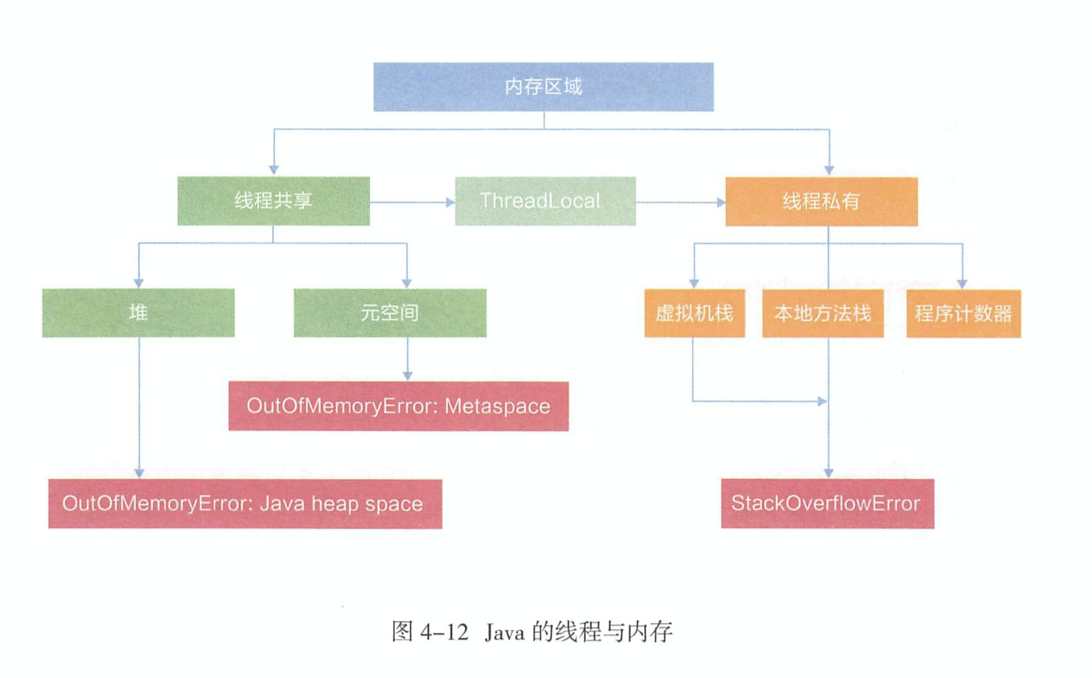 内存区域
线程共享
ThreadLocal
线程私有
堆
元空间
虚拟机栈
本地方法栈
程序计数器
OutOfMemoryError: Metaspace
OutOfMemoryError: Java heap space
StackOverflowError
图 4-12 Java 的线程与内存